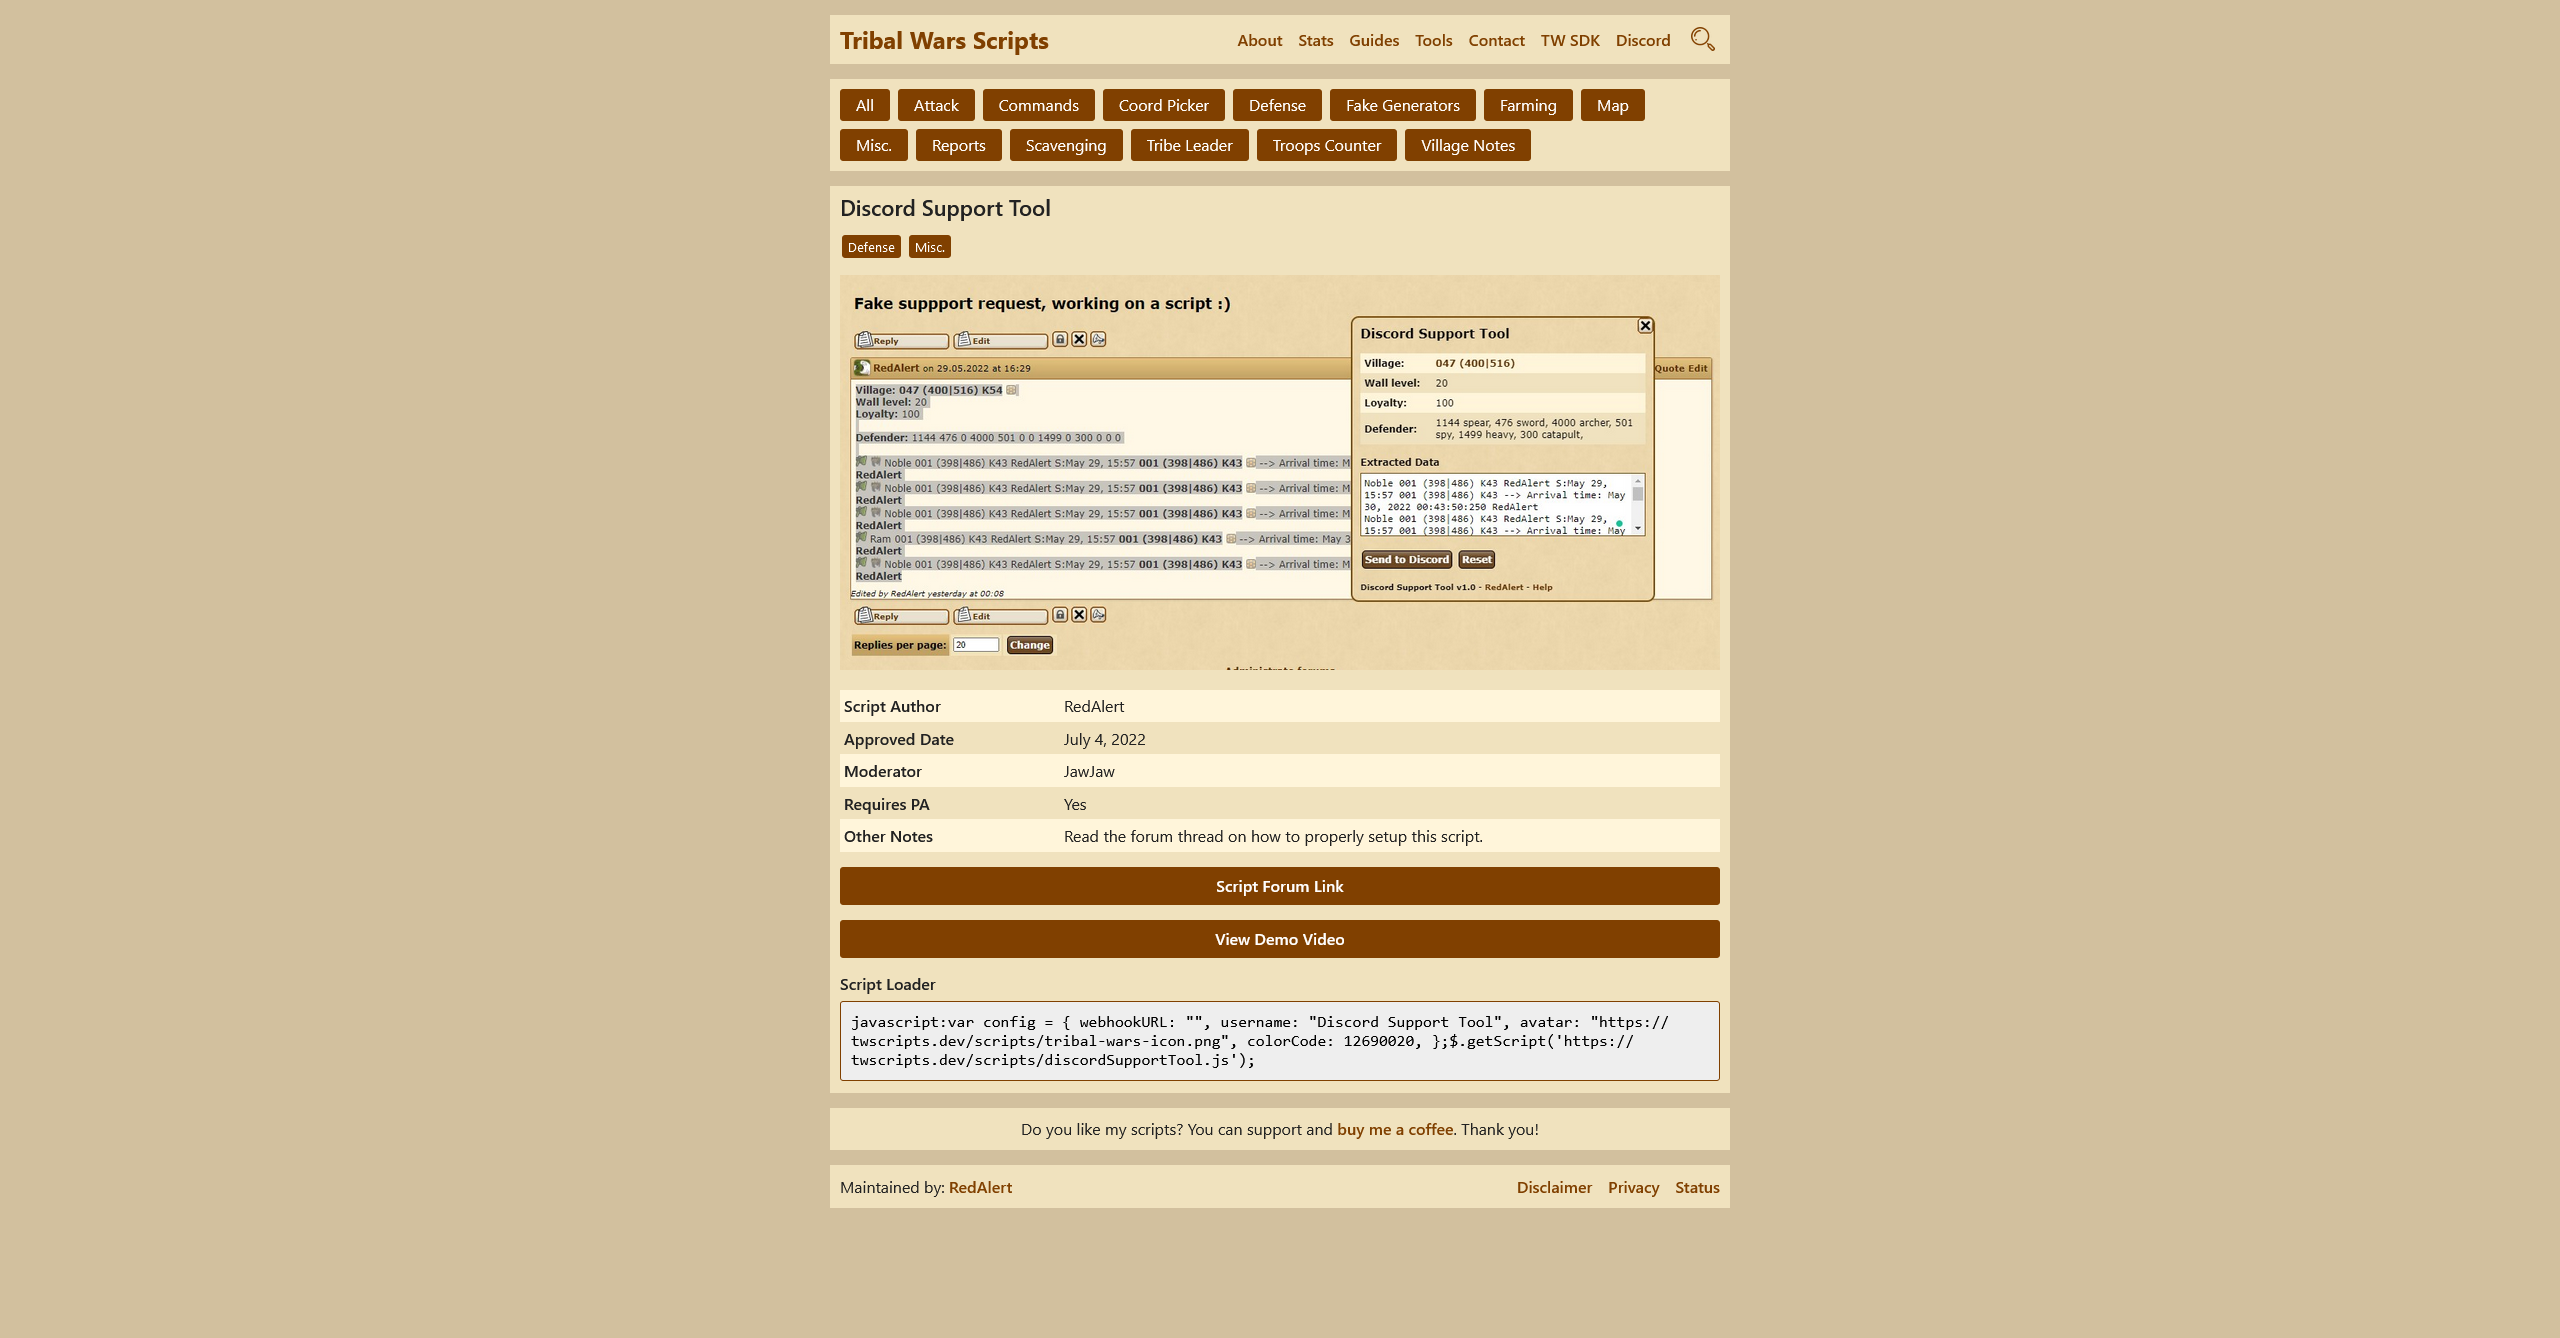 Tribal Wars Scripts
About Stats Guides Tools Contact TW SDK Discord
All Attack Commands Coord Picker Defense Fake Generators Farming Map
Misc. Reports Scavenging Tribe Leader Troops Counter Village Notes
Discord Support Tool
Defense Misc.
Fake suppport request, working on a script :)
Reply Edit
RedAlert on 29.05.2022 at 16:29
Quote Edit
Village: 047 (400|516) K54
Wall level: 20
Loyalty: 100
Defender: 1144 476 0 4000 501 0 0 1499 0 300 0 0 0
Noble 001 (398|486) K43 RedAlert S:May 29, 15:57 001 (398|486) K43 --> Arrival time: M
RedAlert
Noble 001 (398|486) K43 RedAlert S:May 29, 15:57 001 (398|486) K43 --> Arrival time: M
RedAlert
Noble 001 (398|486) K43 RedAlert S:May 29, 15:57 001 (398|486) K43 --> Arrival time: M
RedAlert
Ram 001 (398|486) K43 RedAlert S:May 29, 15:57 001 (398|486) K43 --> Arrival time: May 3
RedAlert
Noble 001 (398|486) K43 RedAlert S:May 29, 15:57 001 (398|486) K43 --> Arrival time: M
RedAlert
Edited by RedAlert yesterday at 00:08
Reply Edit
Replies per page: 20 Change
Discord Support Tool
Village: 047 (400|516)
Wall level: 20
Loyalty: 100
Defender: 1144 spear, 476 sword, 4000 archer, 501
spy, 1499 heavy, 300 catapult,
Extracted Data
Noble 001 (398|486) K43 RedAlert S:May 29,
15:57 001 (398|486) K43 --> Arrival time: May
30, 2022 00:43:50:250 RedAlert
Noble 001 (398|486) K43 RedAlert S:May 29,
15:57 001 (398|486) K43 --> Arrival time: May
Send to Discord Reset
Discord Support Tool v1.0 - RedAlert - Help
Administrate forums
Script Author RedAlert
Approved Date July 4, 2022
Moderator JawJaw
Requires PA Yes
Other Notes Read the forum thread on how to properly setup this script.
Script Forum Link
View Demo Video
Script Loader
javascript:var config = { webhookURL: "", username: "Discord Support Tool", avatar: "https://
twscripts.dev/scripts/tribal-wars-icon.png", colorCode: 12690020, };$.getScript('https://
twscripts.dev/scripts/discordSupportTool.js');
Do you like my scripts? You can support and buy me a coffee. Thank you!
Maintained by: RedAlert
Disclaimer Privacy Status